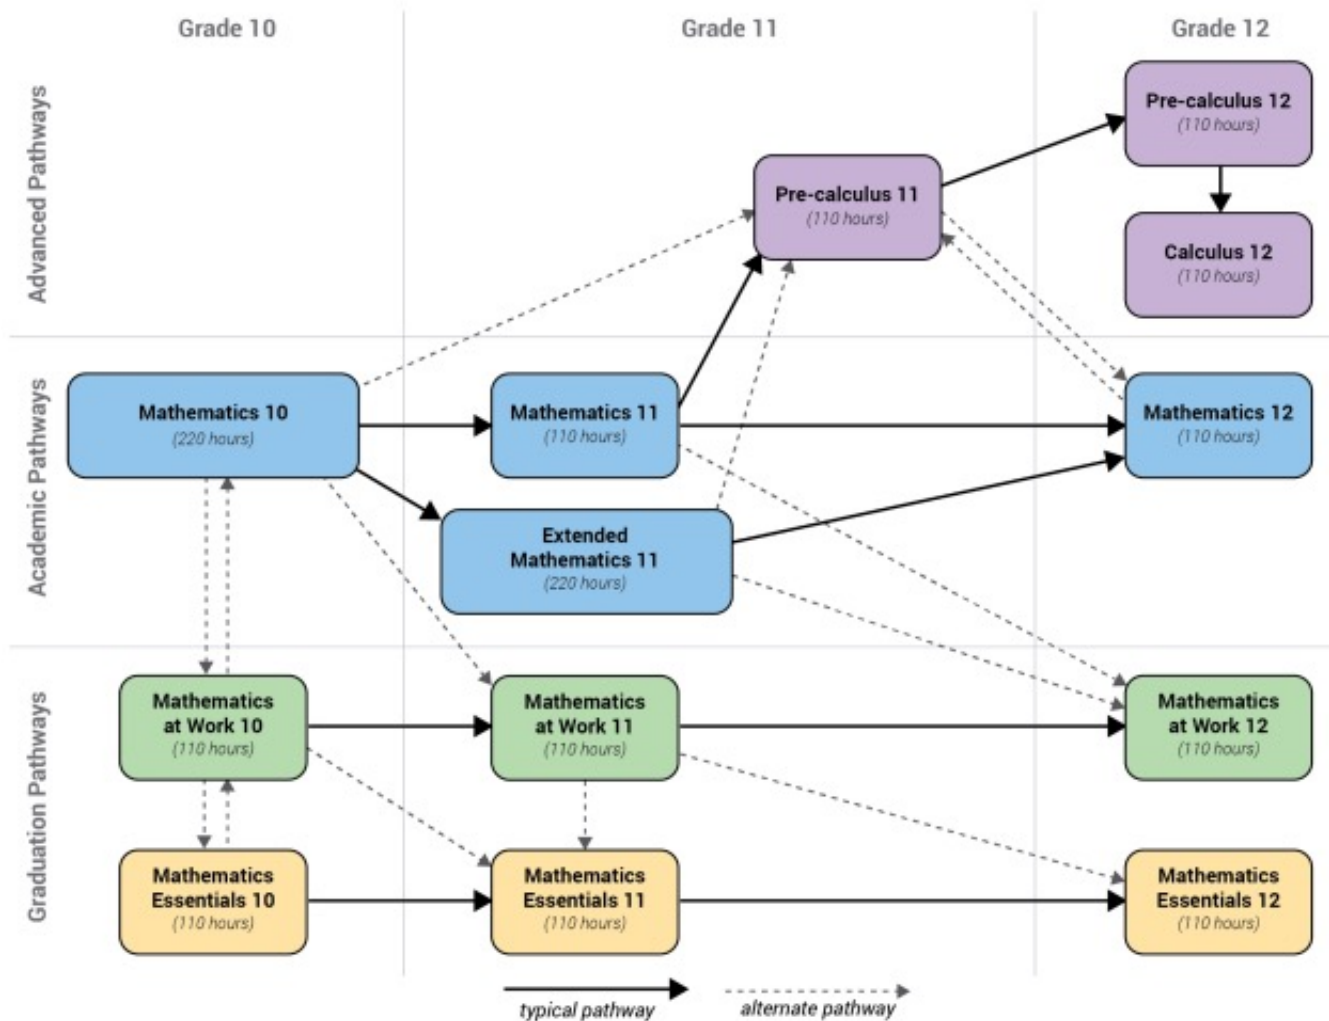 Grade 10
Grade 11
Grade 12
Advanced Pathways
Pre-calculus 12
(110 hours)
Pre-calculus 11
(110 hours)
Calculus 12
(110 hours)
Academic Pathways
Mathematics 10
(220 hours)
Mathematics 11
(110 hours)
Mathematics 12
(110 hours)
Extended
Mathematics 11
(220 hours)
Graduation Pathways
Mathematics
at Work 10
(110 hours)
Mathematics
at Work 11
(110 hours)
Mathematics
at Work 12
(110 hours)
Mathematics
Essentials 10
(110 hours)
Mathematics
Essentials 11
(110 hours)
Mathematics
Essentials 12
(110 hours)
typical pathway
alternate pathway